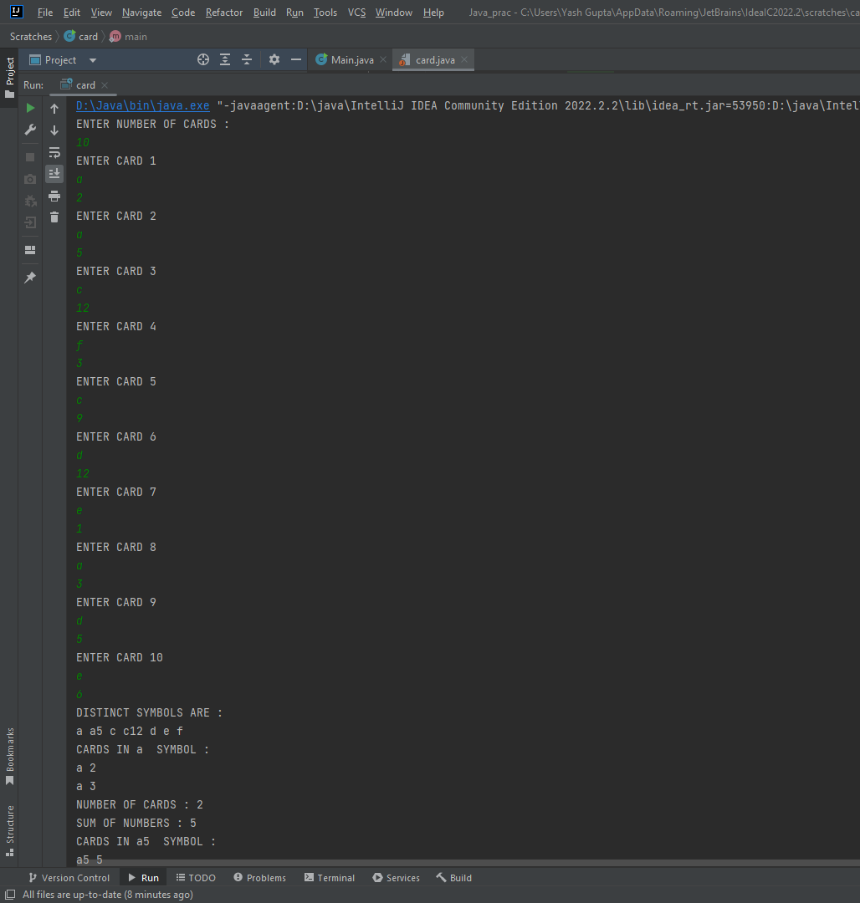 File Edit View Navigate Code Refactor Build Run Tools VCS Window Help Java_prac - C:\Users\Yash Gupta\AppData\Roaming\JetBrains\IdeaIC2022.2\scratches\ca
Scratches card main
Project Main.java card.java
Project
Run: card
D:\Java\bin\java.exe "-javaagent:D:\java\IntelliJ IDEA Community Edition 2022.2.2\lib\idea_rt.jar=53950:D:\java\Intel
ENTER NUMBER OF CARDS :
10
ENTER CARD 1
a
2
ENTER CARD 2
a
5
ENTER CARD 3
c
12
ENTER CARD 4
f
3
ENTER CARD 5
c
9
ENTER CARD 6
d
12
ENTER CARD 7
e
1
ENTER CARD 8
a
3
ENTER CARD 9
d
5
ENTER CARD 10
e
6
DISTINCT SYMBOLS ARE :
a a5 c c12 d e f
CARDS IN a  SYMBOL :
a 2
a 3
NUMBER OF CARDS : 2
SUM OF NUMBERS : 5
CARDS IN a5  SYMBOL :
a5 5
Bookmarks
Structure
Version Control Run TODO Problems Terminal Services Build
All files are up-to-date (8 minutes ago)